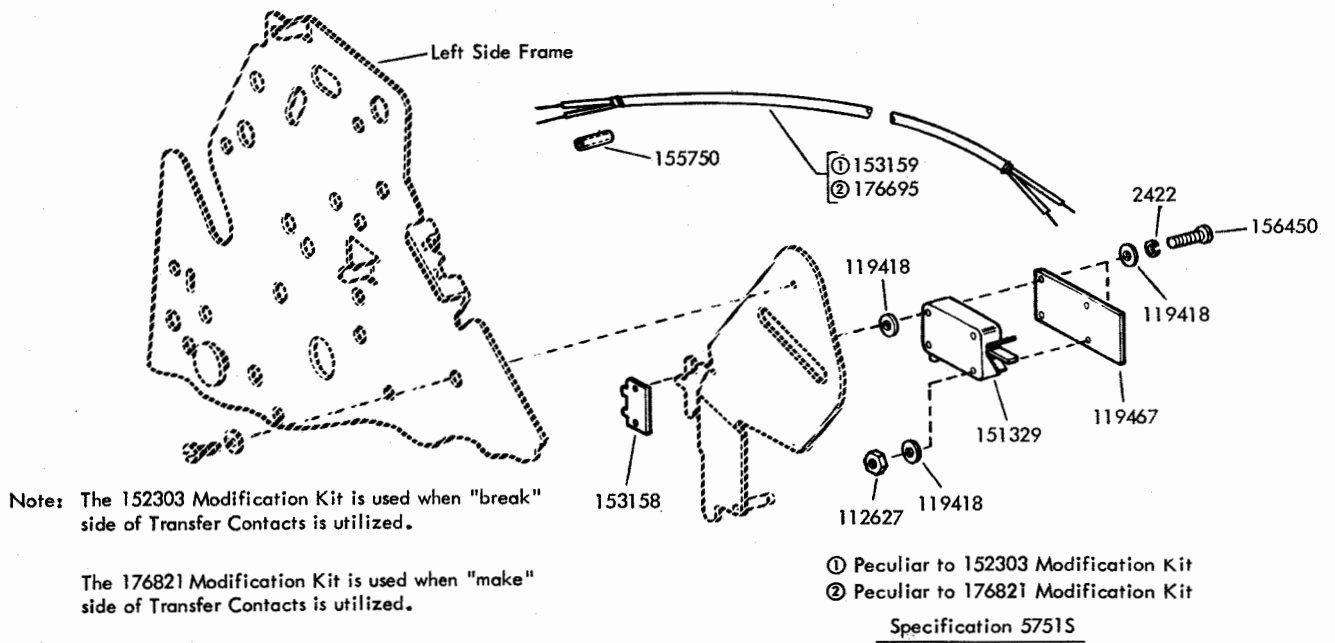 Left Side Frame
155750
① 153159
② 176695
2422
156450
119418
119418
119467
151329
153158
112627
119418
Note: The 152303 Modification Kit is used when "break"
side of Transfer Contacts is utilized.
The 176821 Modification Kit is used when "make"
side of Transfer Contacts is utilized.
① Peculiar to 152303 Modification Kit
② Peculiar to 176821 Modification Kit
Specification 5751S